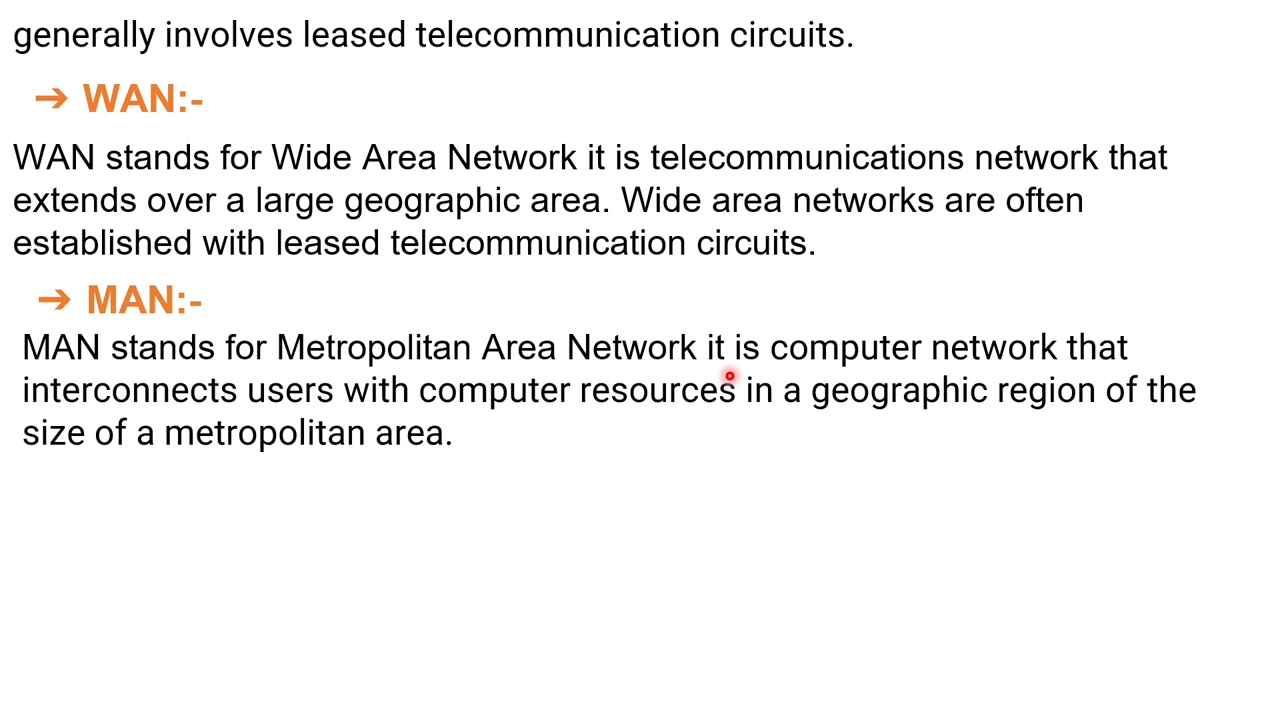 generally involves leased telecommunication circuits.
➔ WAN:-
WAN stands for Wide Area Network it is telecommunications network that
extends over a large geographic area. Wide area networks are often
established with leased telecommunication circuits.
➔ MAN:-
MAN stands for Metropolitan Area Network it is computer network that
interconnects users with computer resources in a geographic region of the
size of a metropolitan area.